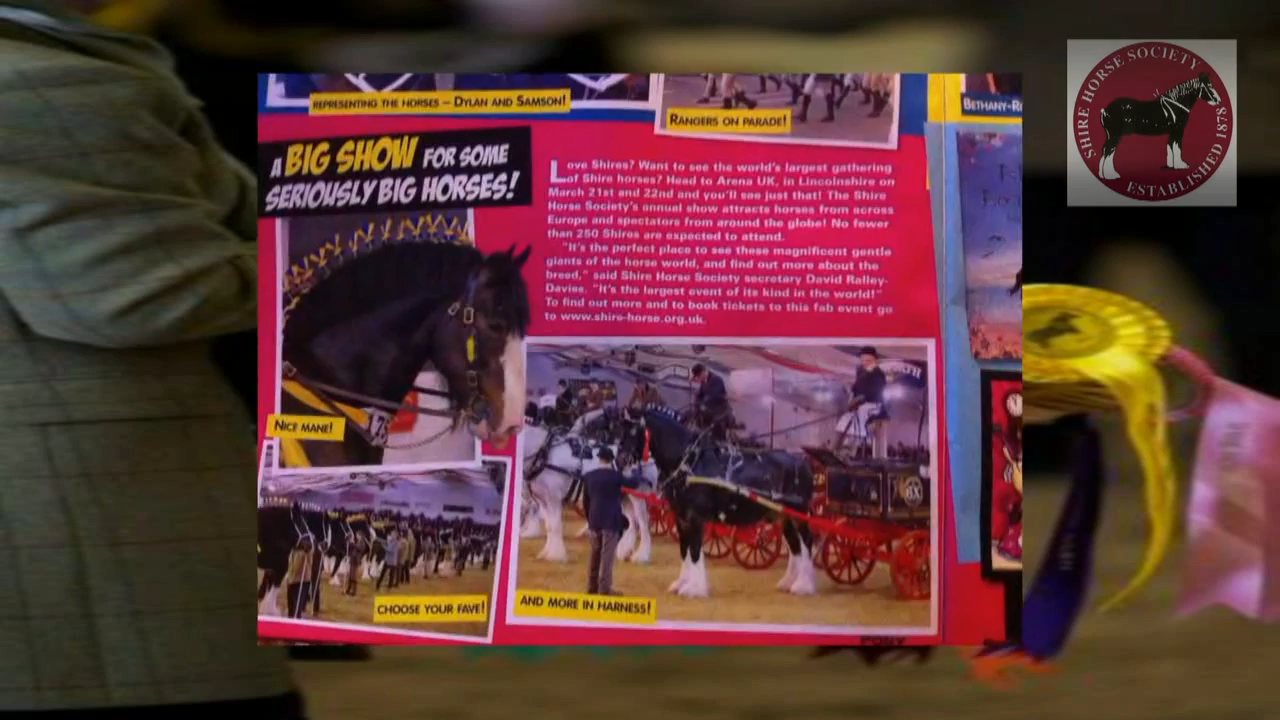 REPRESENTING THE HORSES – DYLAN AND SAMSON!
RANGERS ON PARADE!
BETHANY-R
A BIG SHOW FOR SOME
SERIOUSLY BIG HORSES!
Love Shires? Want to see the world's largest gathering
of Shire horses? Head to Arena UK, in Lincolnshire on
March 21st and 22nd and you'll see just that! The Shire
Horse Society's annual show attracts horses from across
Europe and spectators from around the globe! No fewer
than 250 Shires are expected to attend.
"It's the perfect place to see these magnificent gentle
giants of the horse world, and find out more about the
breed," said Shire Horse Society secretary David Ralley-
Davies. "It's the largest event of its kind in the world!"
To find out more and to book tickets to this fab event go
to www.shire-horse.org.uk.
NICE MANE!
CHOOSE YOUR FAVE!
AND MORE IN HARNESS!
PONY
SHIRE HORSE SOCIETY
ESTABLISHED 1878